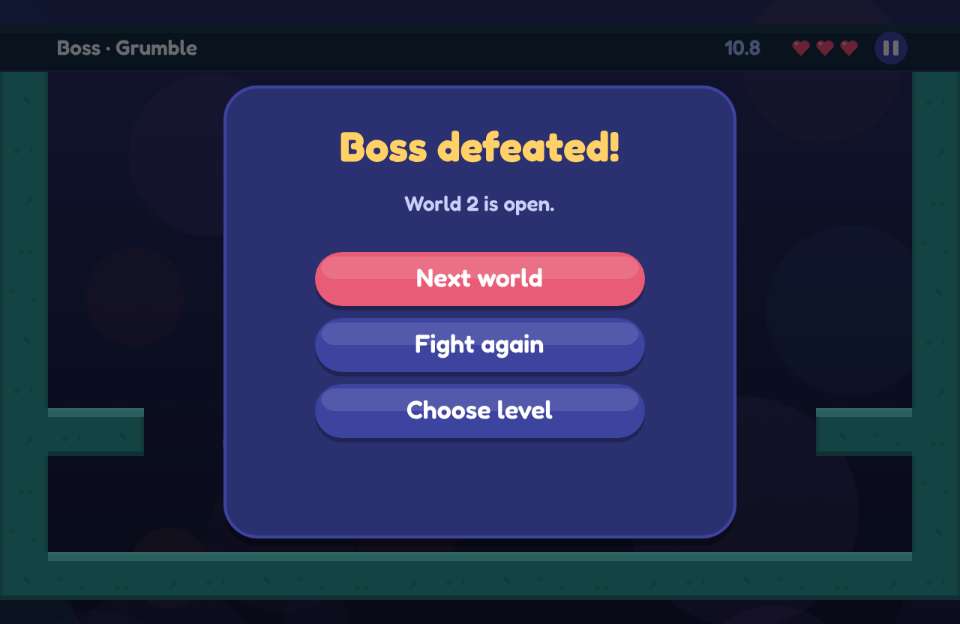 Boss · Grumble
10.8
Boss defeated!
World 2 is open.
Next world
Fight again
Choose level